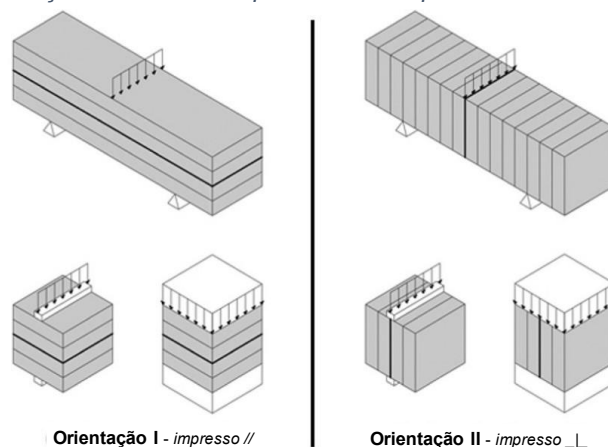 Orientação I - impresso //
Orientação II - impresso _|_